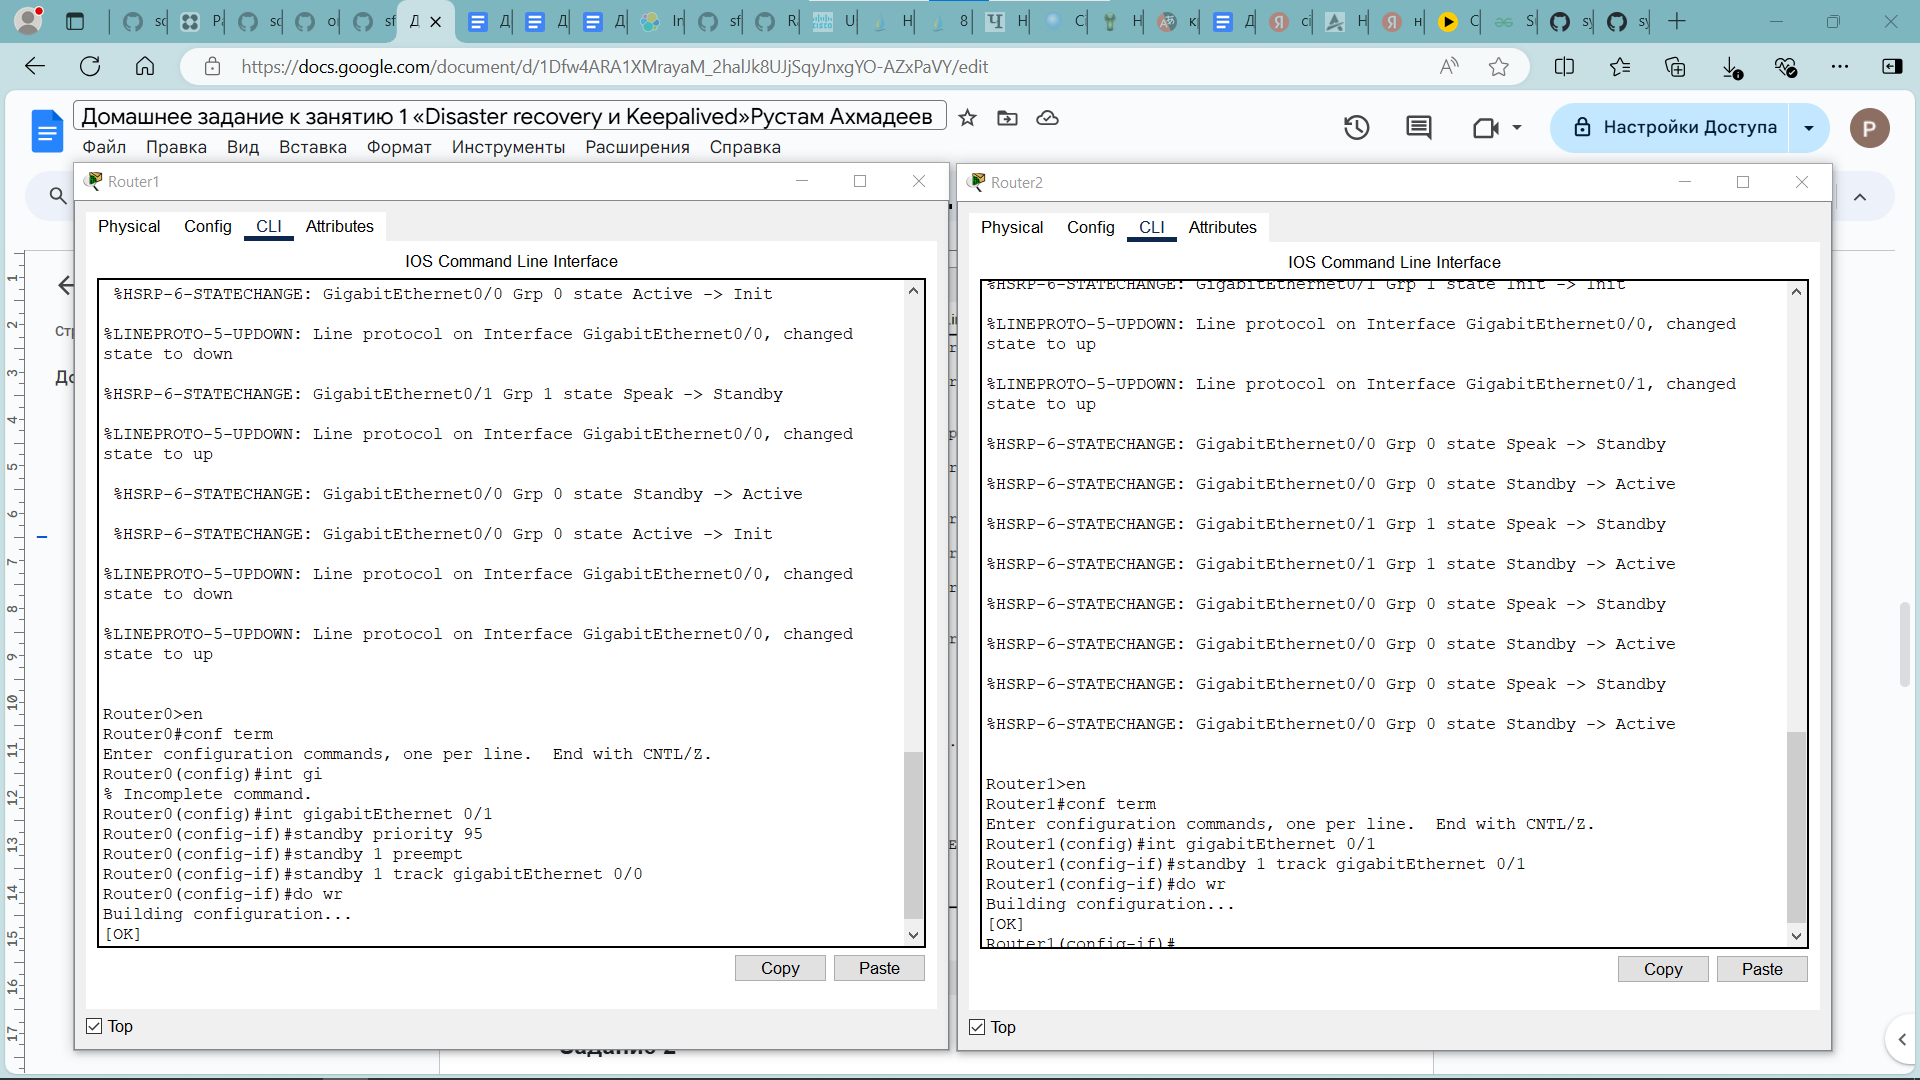 https://docs.google.com/document/d/1Dfw4ARA1XMrayaM_2halJk8UJjSqyJnxgYO-AZxPaVY/edit
Домашнее задание к занятию 1 «Disaster recovery и Keepalived»Рустам Ахмадеев
Файл Правка Вид Вставка Формат Инструменты Расширения Справка
Настройки Доступа
Р
Router1
Physical Config CLI Attributes
IOS Command Line Interface
%HSRP-6-STATECHANGE: GigabitEthernet0/0 Grp 0 state Active -> Init
%LINEPROTO-5-UPDOWN: Line protocol on Interface GigabitEthernet0/0, changed
state to down
%HSRP-6-STATECHANGE: GigabitEthernet0/1 Grp 1 state Speak -> Standby
%LINEPROTO-5-UPDOWN: Line protocol on Interface GigabitEthernet0/0, changed
state to up
%HSRP-6-STATECHANGE: GigabitEthernet0/0 Grp 0 state Standby -> Active
%HSRP-6-STATECHANGE: GigabitEthernet0/0 Grp 0 state Active -> Init
%LINEPROTO-5-UPDOWN: Line protocol on Interface GigabitEthernet0/0, changed
state to down
%LINEPROTO-5-UPDOWN: Line protocol on Interface GigabitEthernet0/0, changed
state to up
Router0>en
Router0#conf term
Enter configuration commands, one per line.  End with CNTL/Z.
Router0(config)#int gi
% Incomplete command.
Router0(config)#int gigabitEthernet 0/1
Router0(config-if)#standby priority 95
Router0(config-if)#standby 1 preempt
Router0(config-if)#standby 1 track gigabitEthernet 0/0
Router0(config-if)#do wr
Building configuration...
[OK]
Copy Paste
Top
Router2
Physical Config CLI Attributes
IOS Command Line Interface
%HSRP-6-STATECHANGE: GigabitEthernet0/1 Grp 1 state Init -> Init
%LINEPROTO-5-UPDOWN: Line protocol on Interface GigabitEthernet0/0, changed
state to up
%LINEPROTO-5-UPDOWN: Line protocol on Interface GigabitEthernet0/1, changed
state to up
%HSRP-6-STATECHANGE: GigabitEthernet0/0 Grp 0 state Speak -> Standby
%HSRP-6-STATECHANGE: GigabitEthernet0/0 Grp 0 state Standby -> Active
%HSRP-6-STATECHANGE: GigabitEthernet0/1 Grp 1 state Speak -> Standby
%HSRP-6-STATECHANGE: GigabitEthernet0/1 Grp 1 state Standby -> Active
%HSRP-6-STATECHANGE: GigabitEthernet0/0 Grp 0 state Speak -> Standby
%HSRP-6-STATECHANGE: GigabitEthernet0/0 Grp 0 state Standby -> Active
%HSRP-6-STATECHANGE: GigabitEthernet0/0 Grp 0 state Speak -> Standby
%HSRP-6-STATECHANGE: GigabitEthernet0/0 Grp 0 state Standby -> Active
Router1>en
Router1#conf term
Enter configuration commands, one per line.  End with CNTL/Z.
Router1(config)#int gigabitEthernet 0/1
Router1(config-if)#standby 1 track gigabitEthernet 0/1
Router1(config-if)#do wr
Building configuration...
[OK]
Router1(config-if)#
Copy Paste
Top
Задание 2